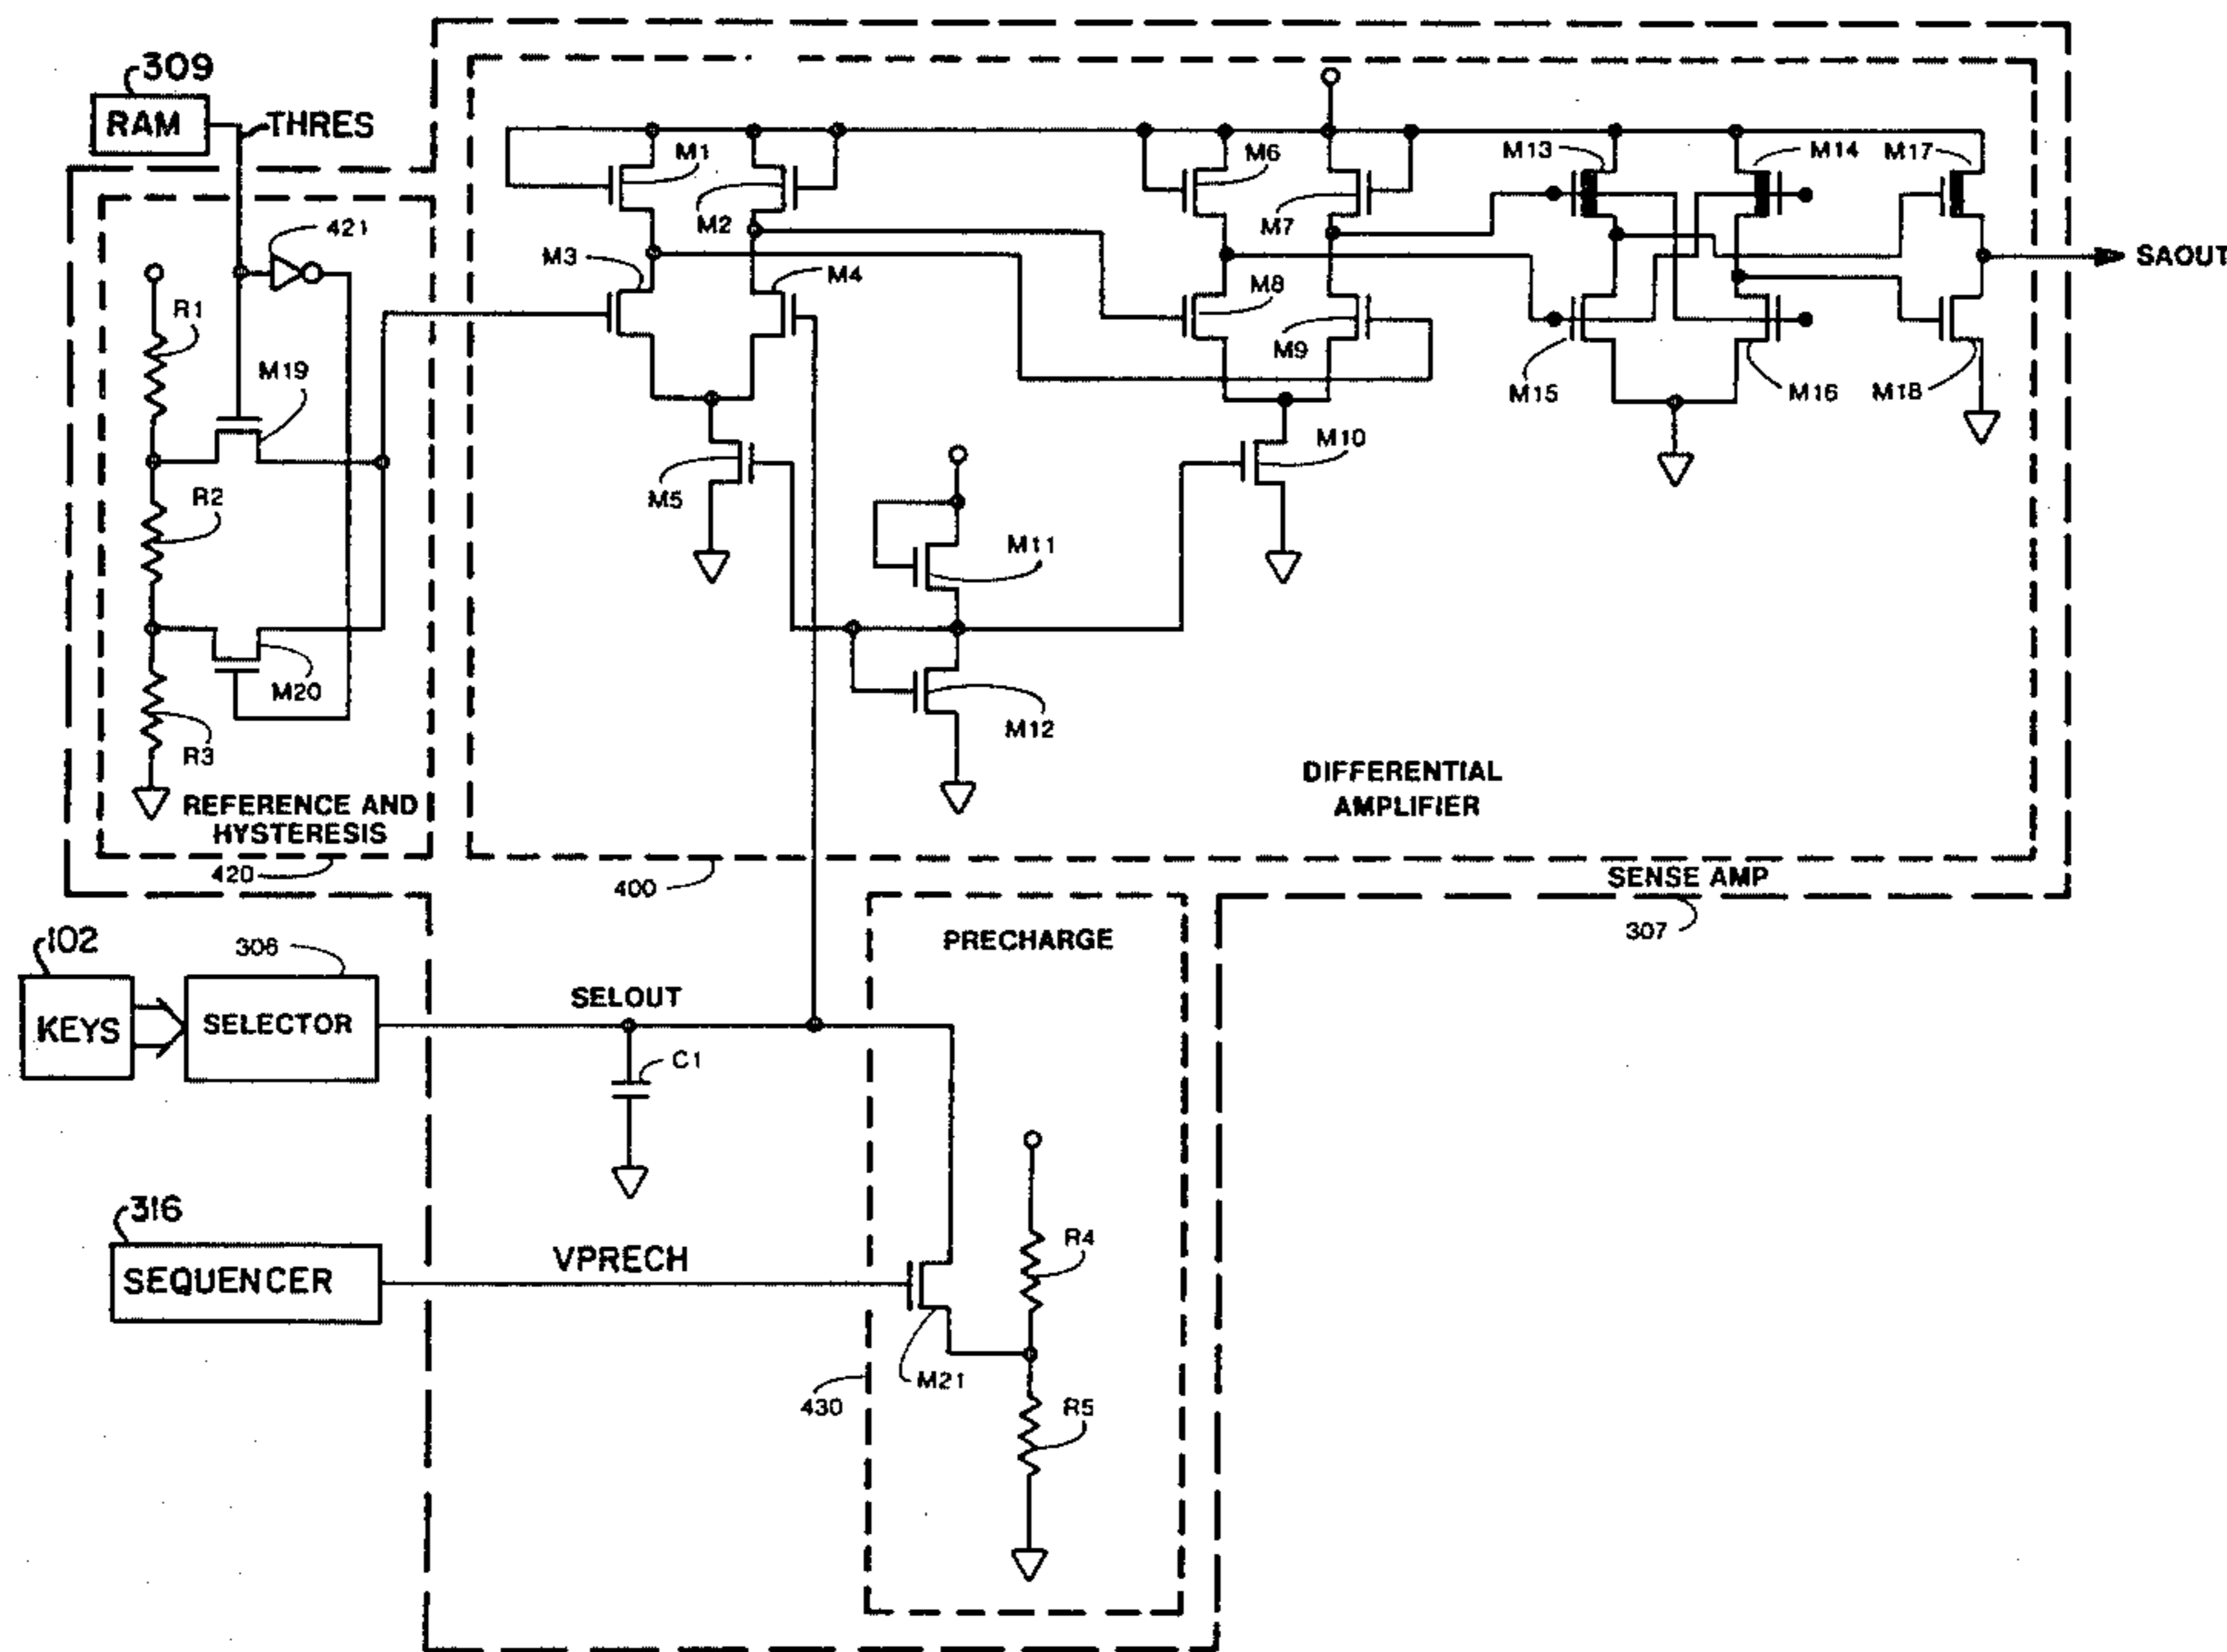 309
RAM
THRES
421
R1
M19
R2
M20
R3
REFERENCE AND
HYSTERESIS
420
M1
M2
M3
M4
M5
M6
M7
M8
M9
M10
M11
M12
M13
M14
M15
M16
M17
M18
SAOUT
DIFFERENTIAL
AMPLIFIER
400
SENSE AMP
307
102
KEYS
306
SELECTOR
SELOUT
C1
PRECHARGE
316
SEQUENCER
VPRECH
M21
R4
R5
430